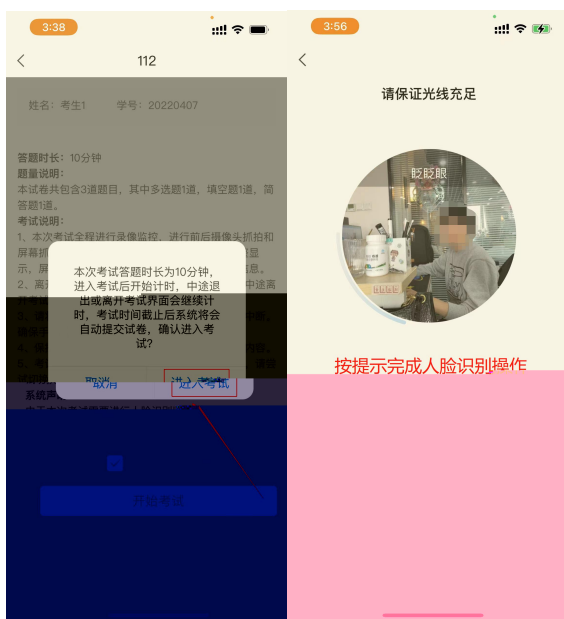 3:38
112
姓名：考生1 学号：20220407
答题时长：10分钟
题量说明：
本试卷共包含3道题目，其中多选题1道，填空题1道，简
答题1道。
考试说明：
1、本次考试全程进行录像监控，进行前后摄像头抓拍和
本次考试答题时长为10分钟，
进入考试后开始计时，中途退
出或离开考试界面会继续计
时，考试时间截止后系统将会
自动提交试卷，确认进入考
试？
取消 进入考试
开始考试
3:56
请保证光线充足
眨眨眼
按提示完成人脸识别操作